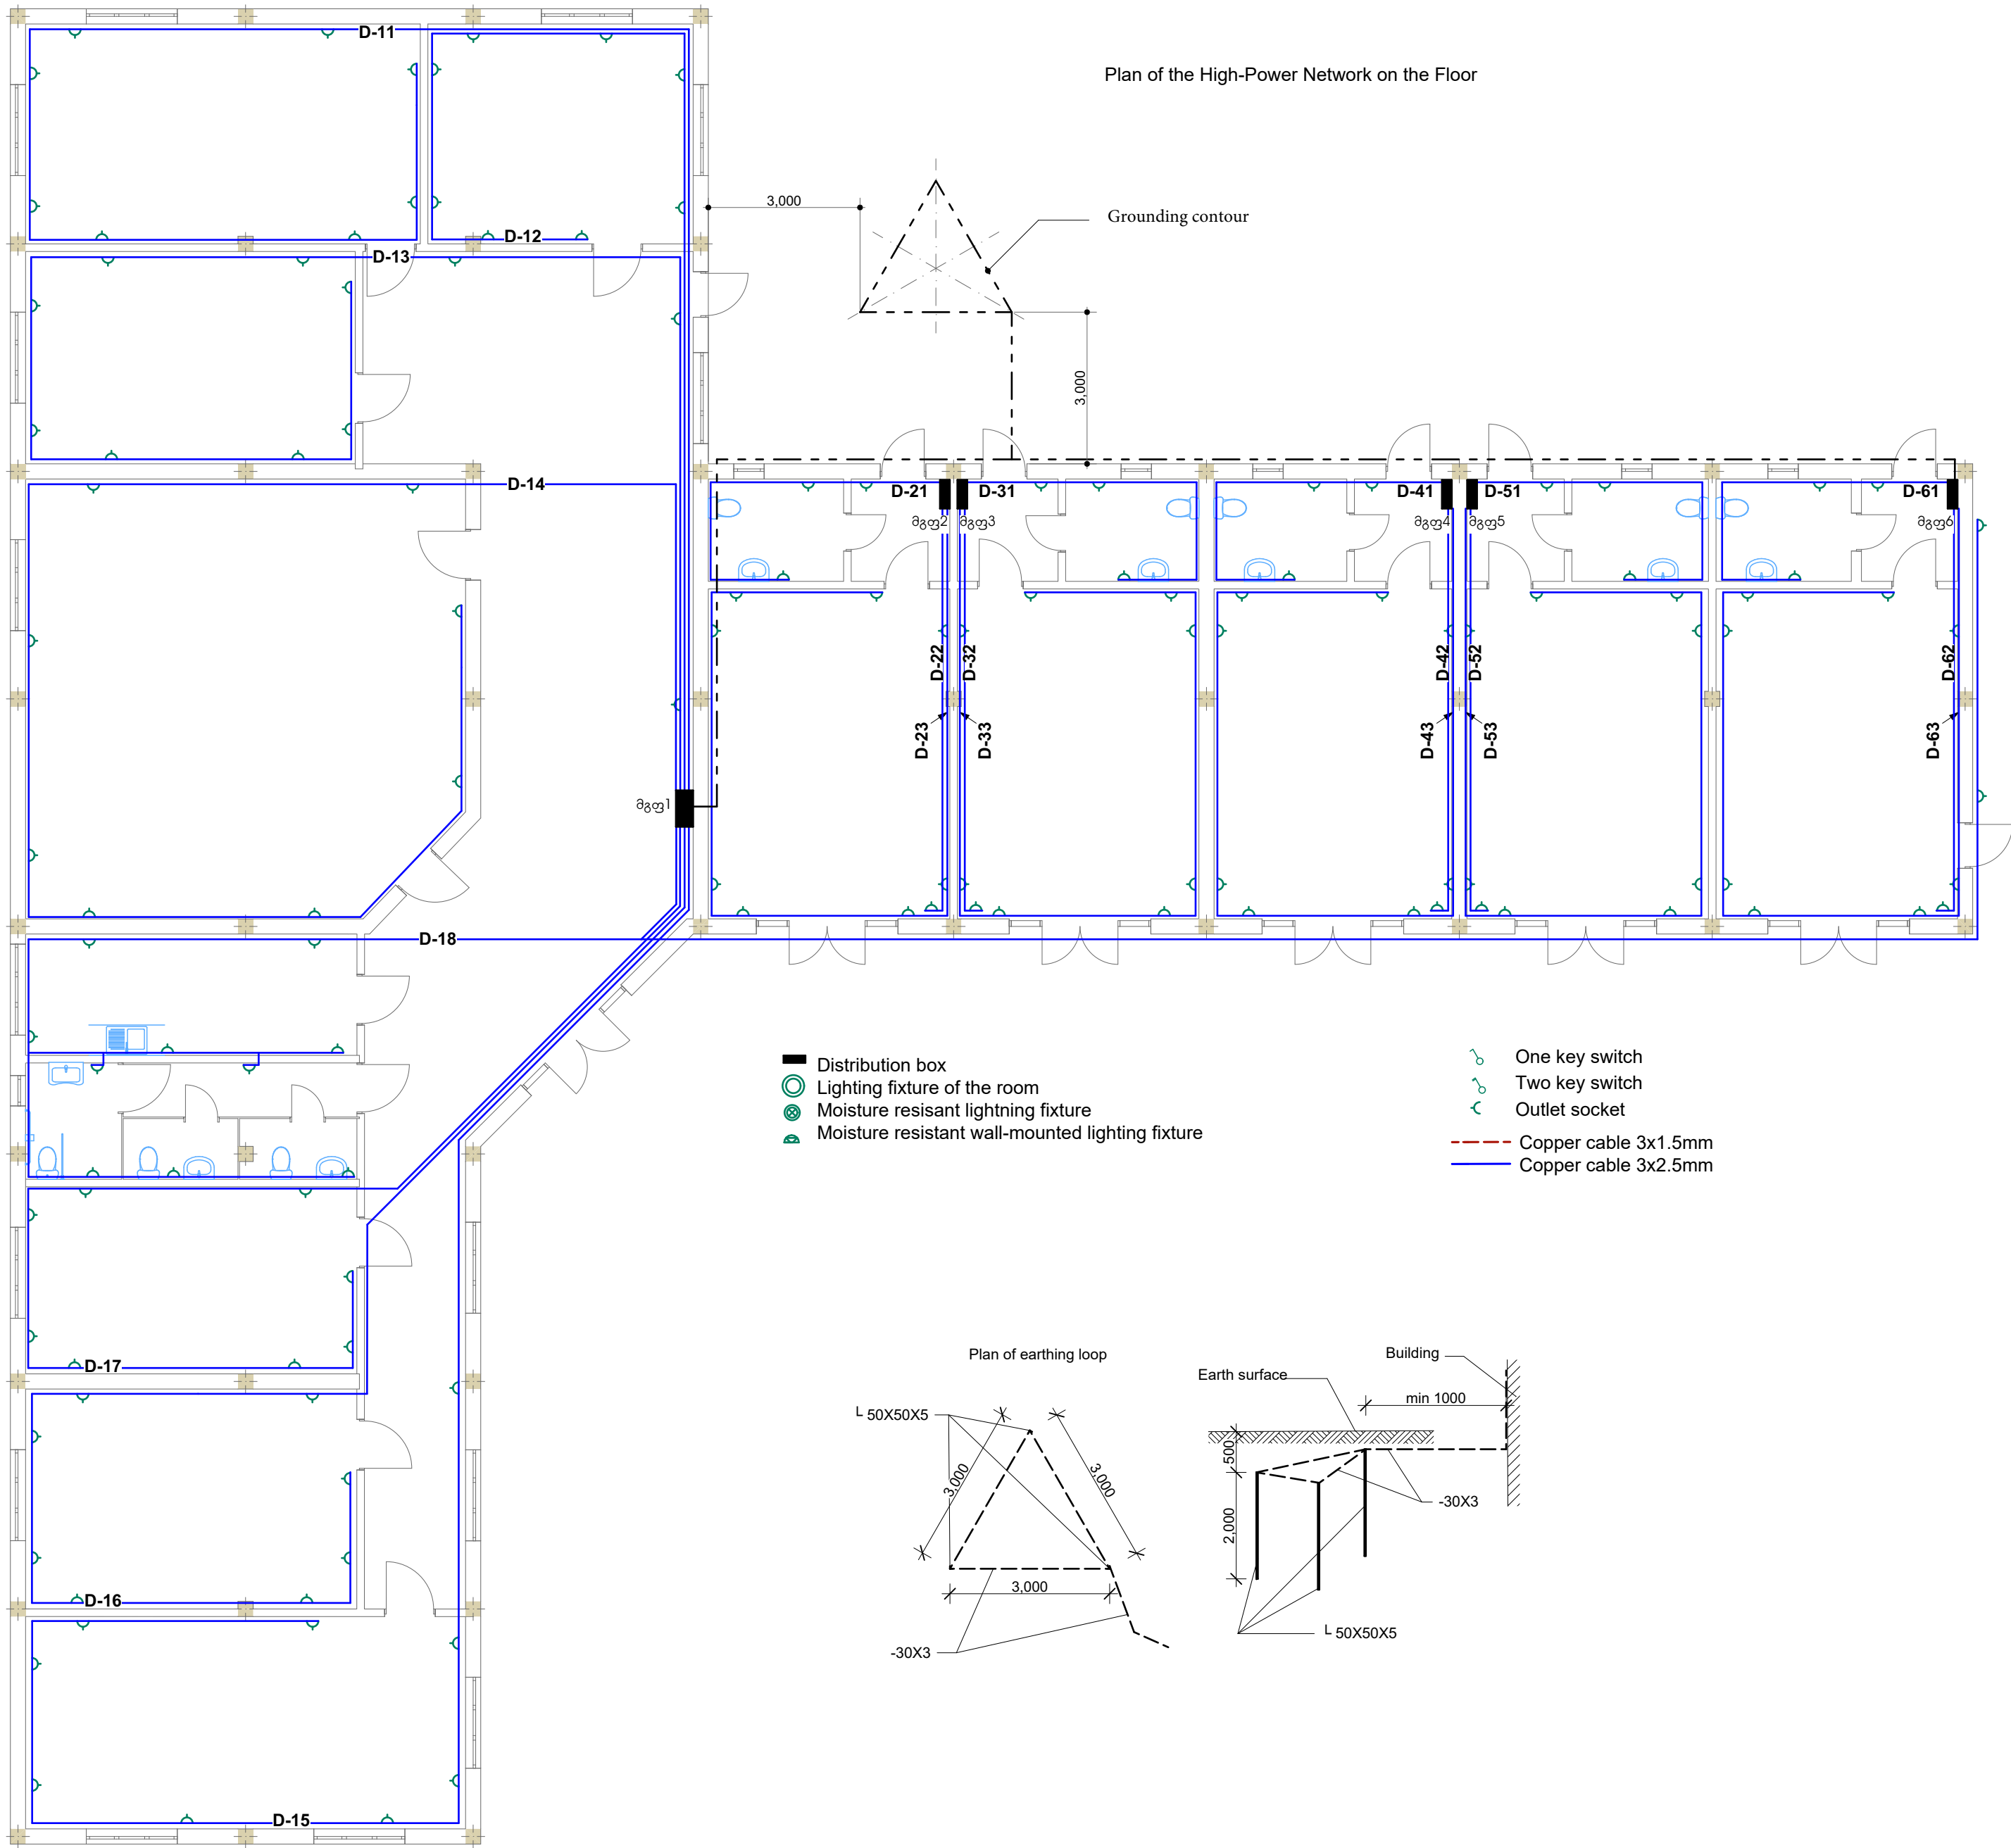 D-11
Plan of the High-Power Network on the Floor
3,000
Grounding contour
D-12
D-13
3,000
D-14
D-21
D-31
D-41
D-51
D-61
მგფ2
მგფ3
მგფ4
მგფ5
მგფ6
D-22
D-32
D-42
D-52
D-62
D-23
D-33
D-43
D-53
D-63
მგფ1
D-18
Distribution box
Lighting fixture of the room
Moisture resisant lightning fixture
Moisture resistant wall-mounted lighting fixture
One key switch
Two key switch
Outlet socket
Copper cable 3x1.5mm
Copper cable 3x2.5mm
D-17
Plan of earthing loop
L 50X50X5
3,000
3,000
3,000
-30X3
Building
Earth surface
min 1000
500
2,000
-30X3
L 50X50X5
D-16
D-15